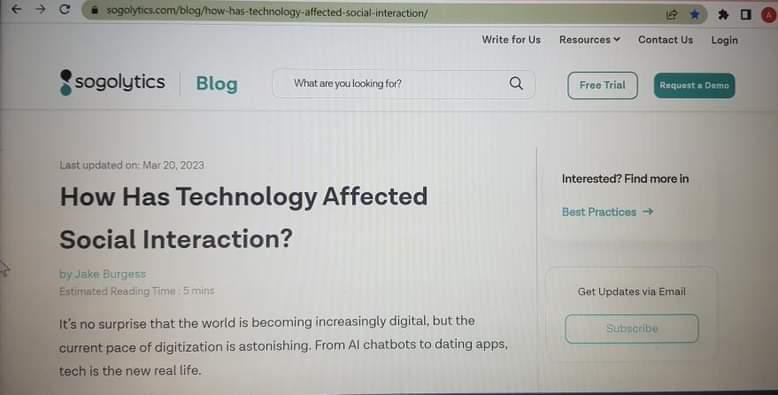 sogolytics.com/blog/how-has-technology-affected-social-interaction/
A
Write for Us Resources Contact Us Login
sogolytics Blog What are you looking for? Free Trial Request a Demo
Last updated on: Mar 20, 2023
How Has Technology Affected
Social Interaction?
by Jake Burgess
Estimated Reading Time : 5 mins
It's no surprise that the world is becoming increasingly digital, but the
current pace of digitization is astonishing. From AI chatbots to dating apps,
tech is the new real life.
Interested? Find more in
Best Practices →
Get Updates via Email
Subscribe